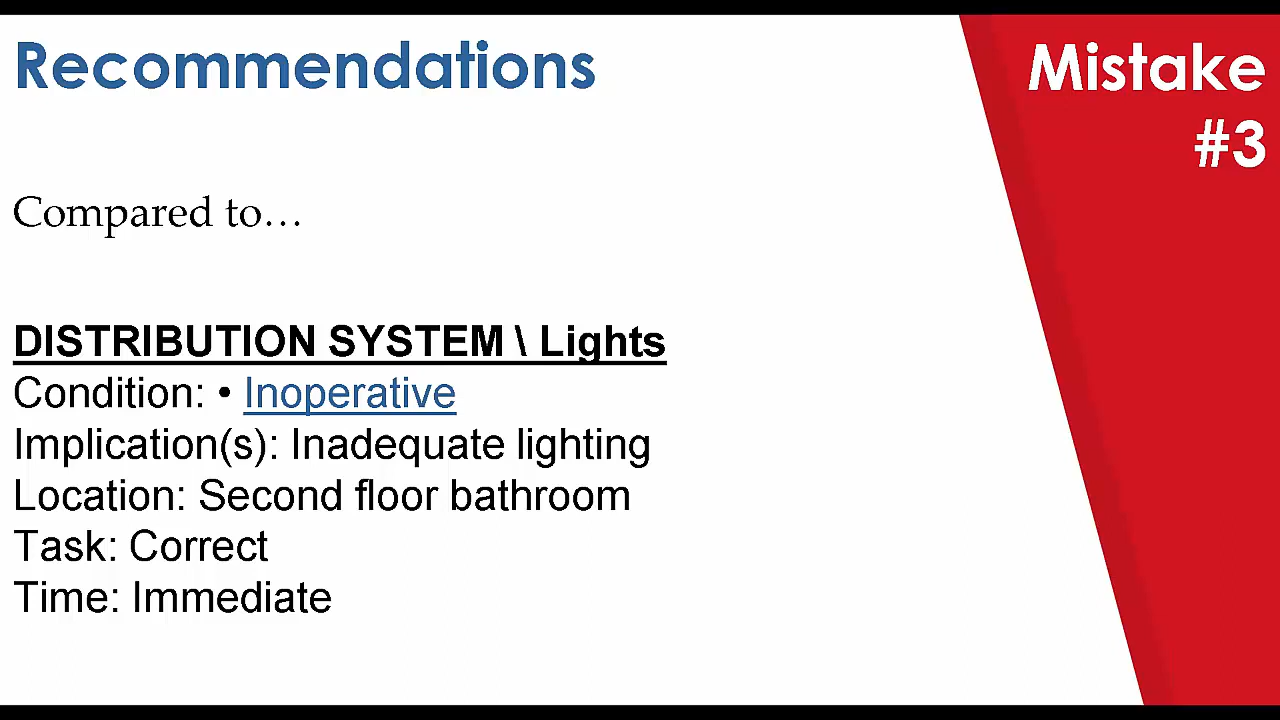 Recommendations
Mistake
#3
Compared to…
DISTRIBUTION SYSTEM \ Lights
Condition: • Inoperative
Implication(s): Inadequate lighting
Location: Second floor bathroom
Task: Correct
Time: Immediate